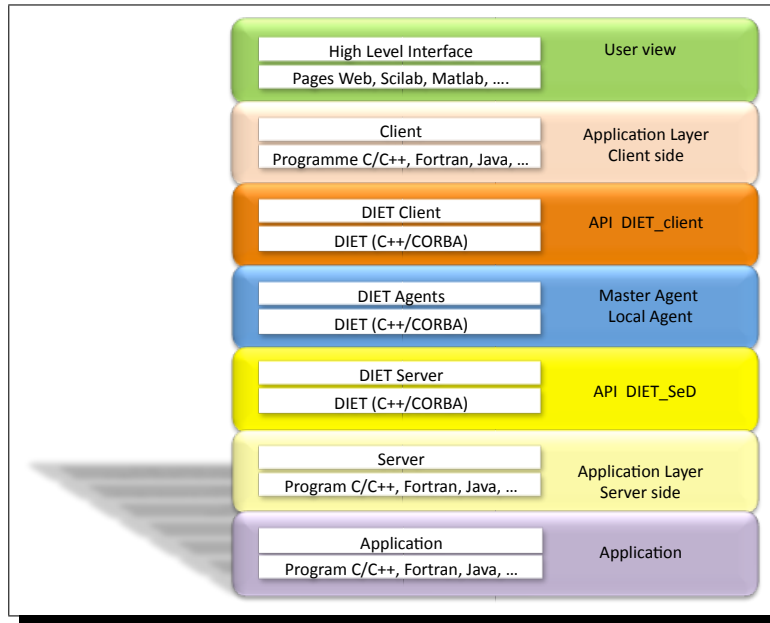 High Level Interface
User view
Pages Web, Scilab, Matlab, ....
Client
Application Layer
Client side
Programme C/C++, Fortran, Java, ...
DIET Client
API DIET_client
DIET (C++/CORBA)
DIET Agents
Master Agent
Local Agent
DIET (C++/CORBA)
DIET Server
API DIET_SeD
DIET (C++/CORBA)
Server
Application Layer
Server side
Program C/C++, Fortran, Java, ...
Application
Application
Program C/C++, Fortran, Java, ...